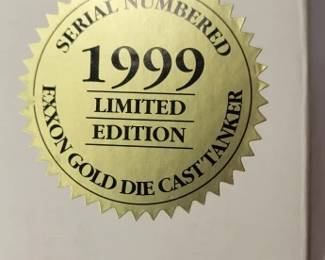 SERIAL NUMBERED
1999
LIMITED
EDITION
EXXON GOLD DIE CAST TANKER